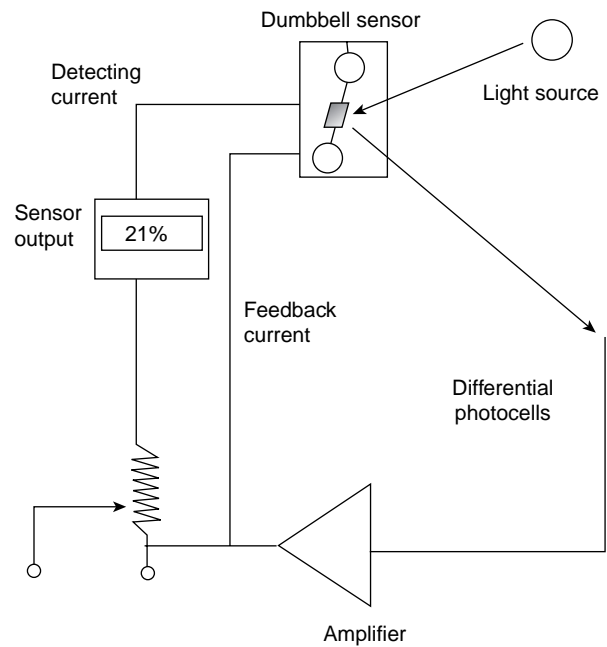 Dumbbell sensor
Detecting
current
Light source
Sensor
output
21%
Feedback
current
Differential
photocells
Amplifier